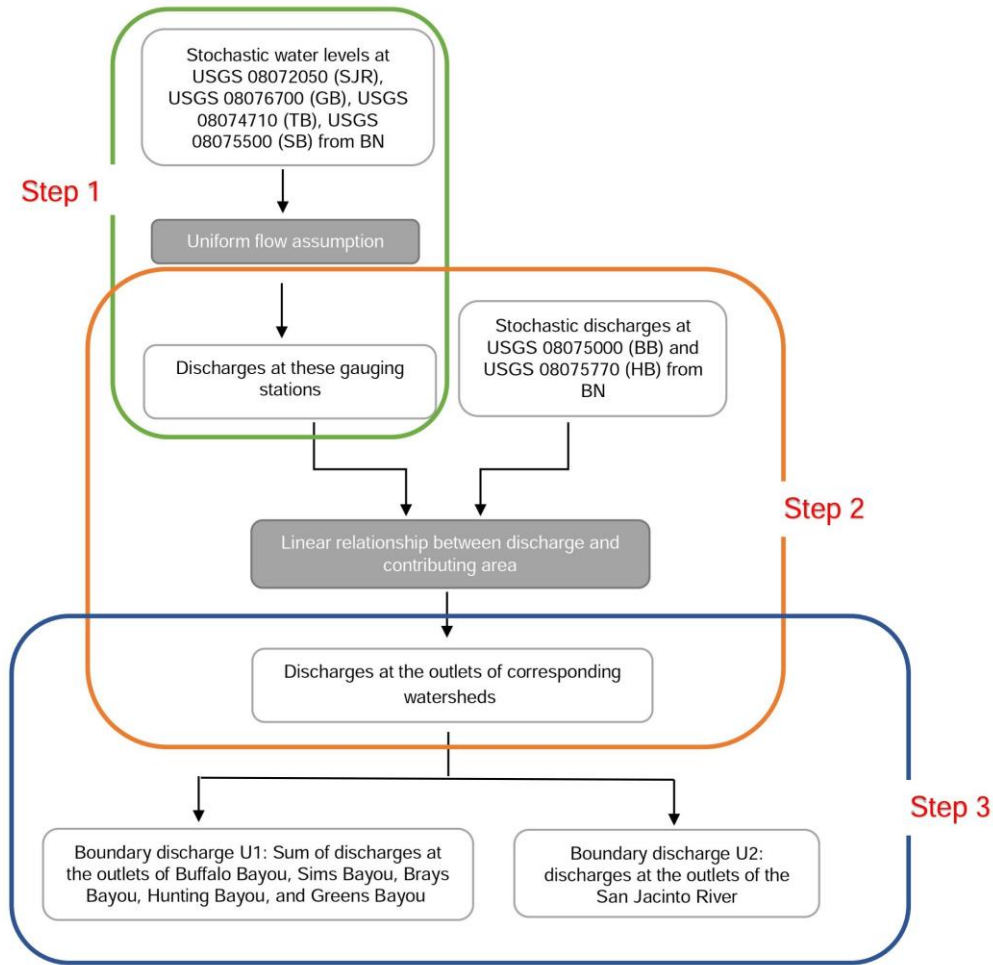 Stochastic water levels at
USGS 08072050 (SJR),
USGS 08076700 (GB), USGS
08074710 (TB), USGS
08075500 (SB) from BN
Step 1
Uniform flow assumption
Discharges at these gauging
stations
Stochastic discharges at
USGS 08075000 (BB) and
USGS 08075770 (HB) from
BN
Step 2
Linear relationship between discharge and
contributing area
Discharges at the outlets of corresponding
watersheds
Step 3
Boundary discharge U1: Sum of discharges at
the outlets of Buffalo Bayou, Sims Bayou, Brays
Bayou, Hunting Bayou, and Greens Bayou
Boundary discharge U2:
discharges at the outlets of the
San Jacinto River